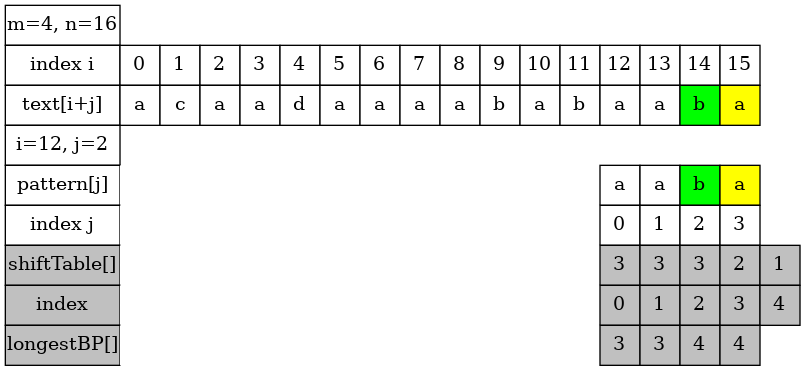 m=4, n=16
index i 0 1 2 3 4 5 6 7 8 9 10 11 12 13 14 15
text[i+j] a c a a d a a a a b a b a a b a
i=12, j=2
pattern[j] a a b a
index j 0 1 2 3
shiftTable[] 3 3 3 2 1
index 0 1 2 3 4
longestBP[] 3 3 4 4